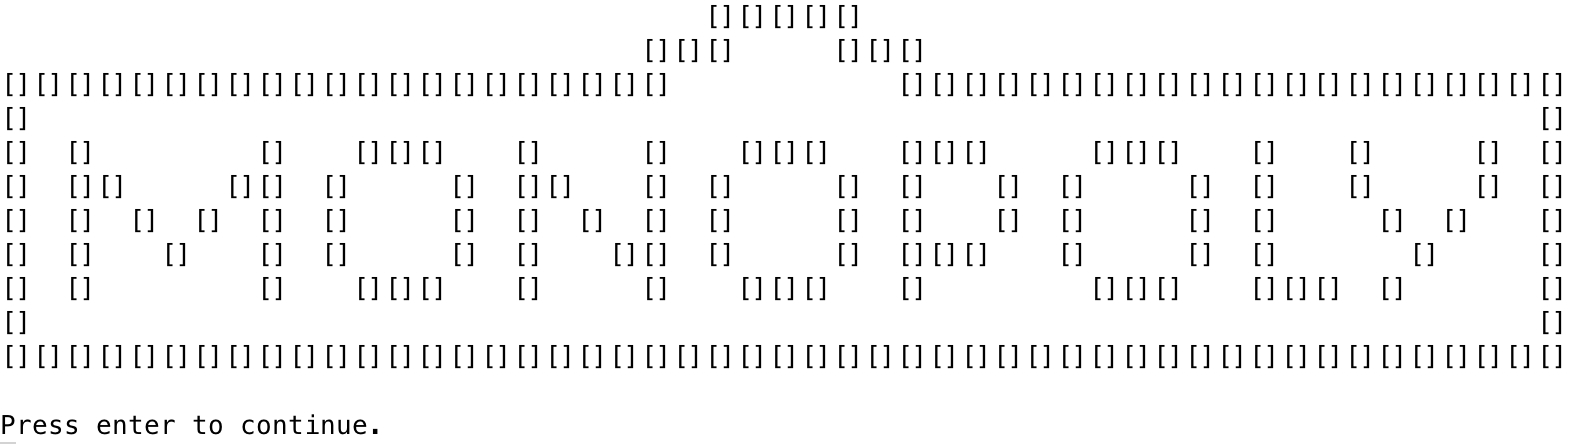 MONOPOLY
Press enter to continue.